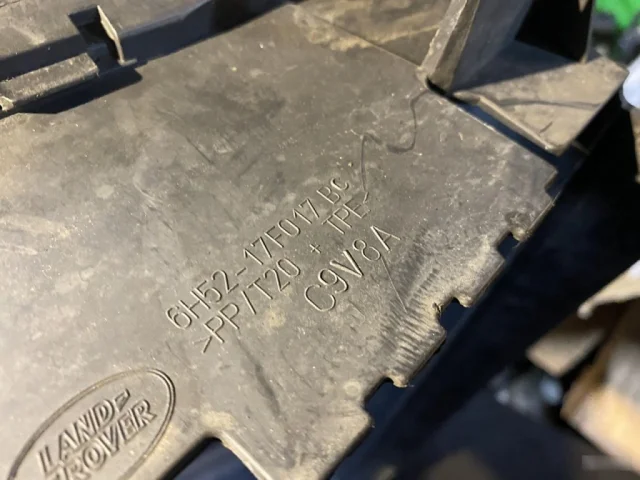 6H52-17F017 BC
>PP/T20 + TPE<
C9V8A
LAND-
ROVER